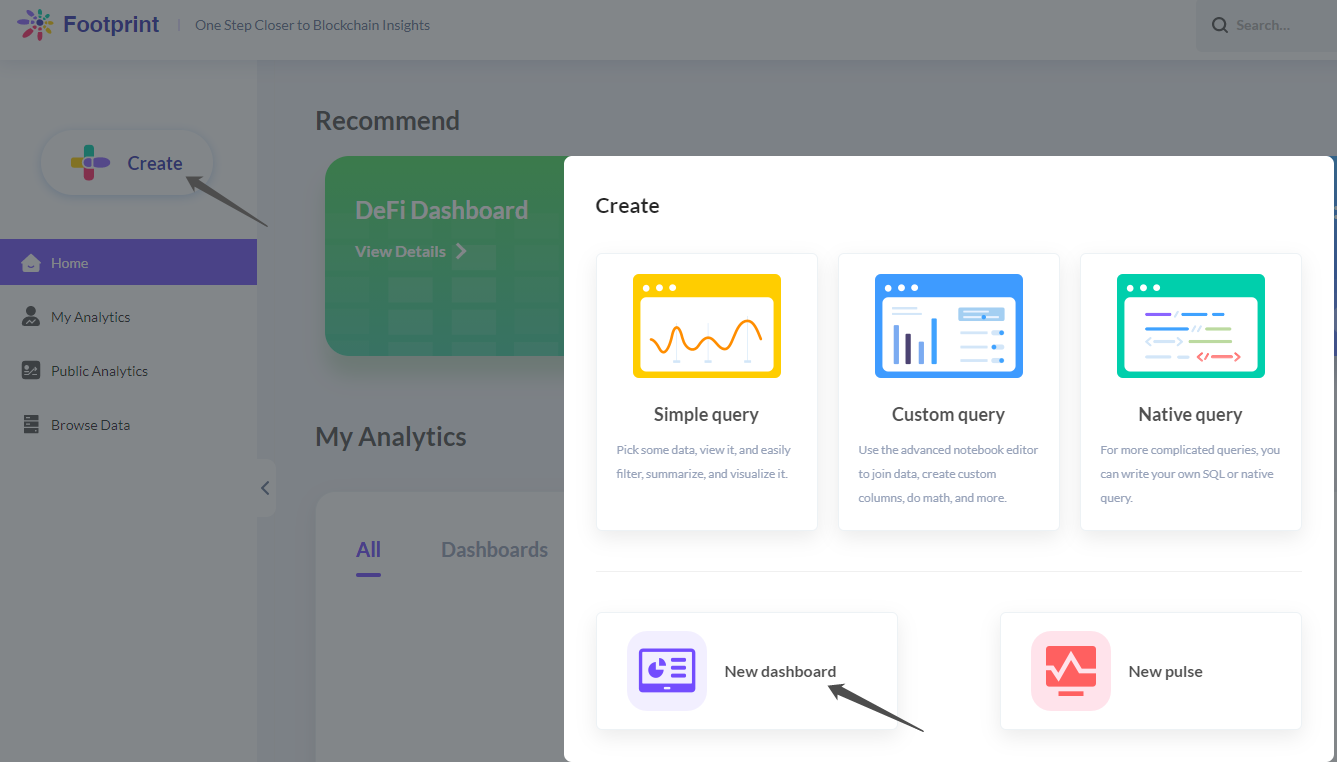 Footprint
One Step Closer to Blockchain Insights
Search...
Create
Home
My Analytics
Public Analytics
Browse Data
Recommend
DeFi Dashboard
View Details
My Analytics
All
Dashboards
Create
Simple query
Pick some data, view it, and easily
filter, summarize, and visualize it.
Custom query
Use the advanced notebook editor
to join data, create custom
columns, do math, and more.
Native query
For more complicated queries, you
can write your own SQL or native
query.
New dashboard
New pulse